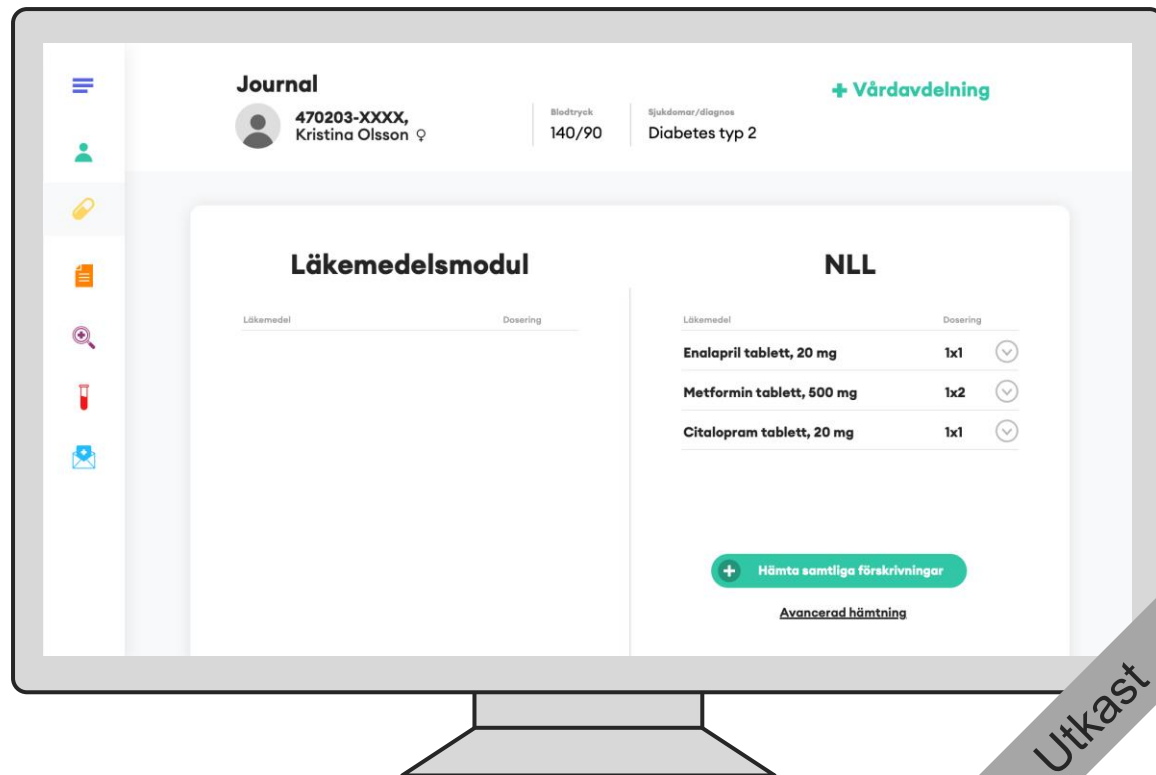 Journal
470203-XXXX,
Kristina Olsson ♀
Blodtryck
140/90
Sjukdomar/diagnos
Diabetes typ 2
+ Vårdavdelning
Läkemedelsmodul
Läkemedel Dosering
NLL
Läkemedel Dosering
Enalapril tablett, 20 mg 1x1
Metformin tablett, 500 mg 1x2
Citalopram tablett, 20 mg 1x1
+ Hämta samtliga förskrivningar
Avancerad hämtning
Utkast